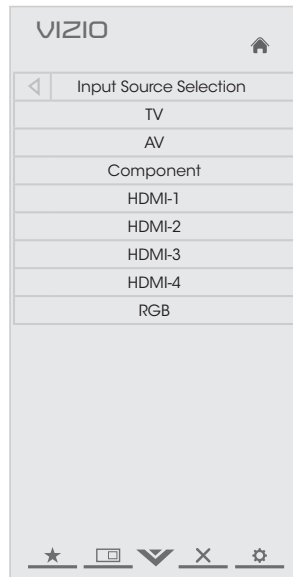 VIZIO
Input Source Selection
TV
AV
Component
HDMI-1
HDMI-2
HDMI-3
HDMI-4
RGB